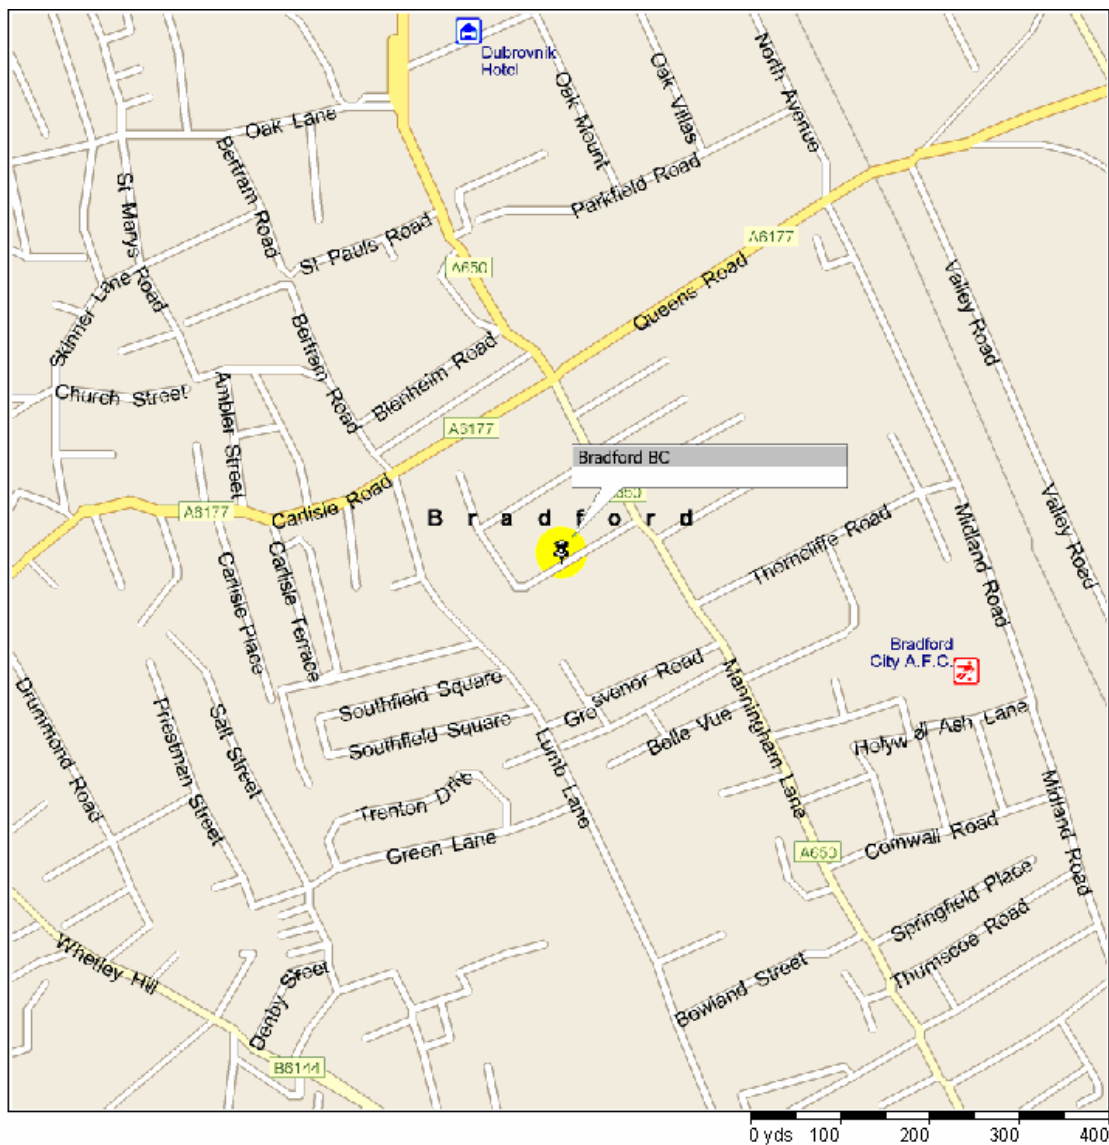 Dubrovnik
Hotel
Oak Lane
Oak Mount
Oak Villas
North Avenue
St Marys Road
Bertram Road
Parkfield Road
St Pauls Road
A650
A6177
Queens Road
Valley Road
Skinner Lane
Bertram Road
Blenheim Road
Church Street
Ambler Street
A6177
Bradford BC
A6177
Carlisle Road
Bradford
Thorncliffe Road
Midland Road
Valley Road
Carlisle Place
Carlisle Terrace
Bradford
City A.F.C.
Drummond Road
Priestman Street
Salt Street
Southfield Square
Southfield Square
Grosvenor Road
Belle Vue
Manningham Lane
Holywell Ash Lane
Lumb Lane
Trenton Drive
Green Lane
A650
Cornwall Road
Midland Road
Springfield Place
Thurnscoe Road
Bowland Street
Whetley Hill
Denby Street
B6144
0 yds 100 200 300 400